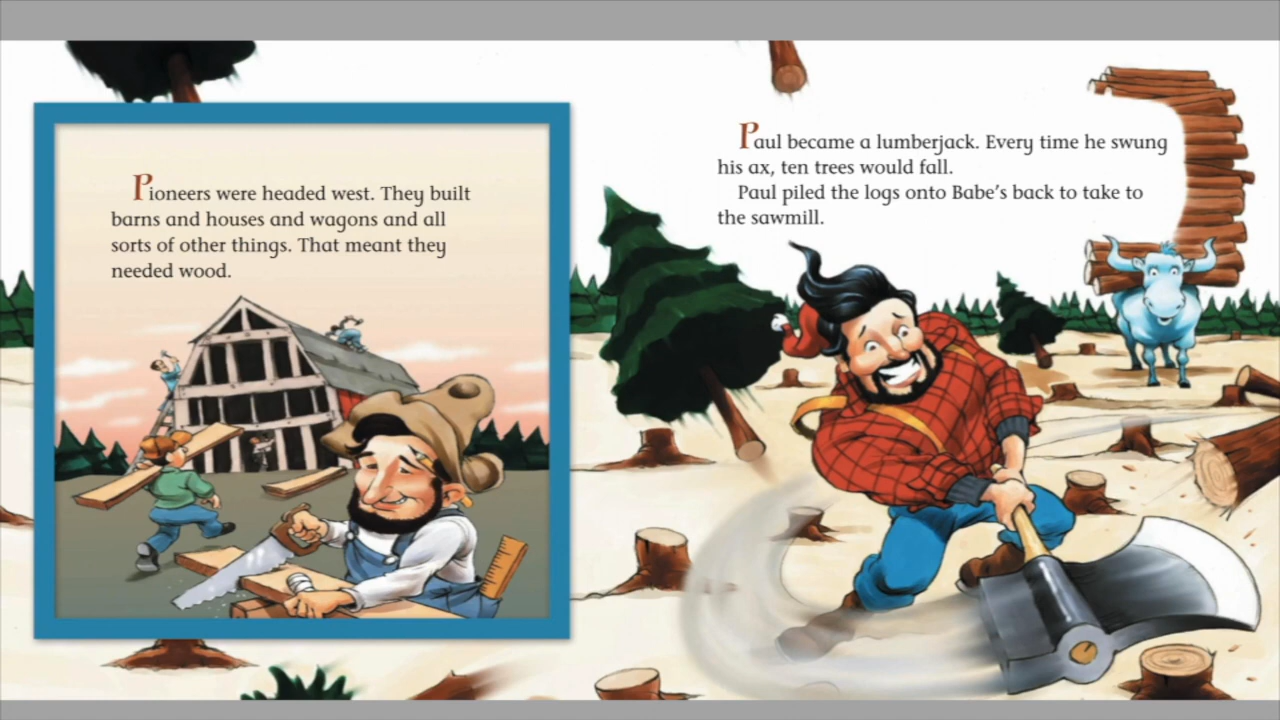 Pioneers were headed west. They built
barns and houses and wagons and all
sorts of other things. That meant they
needed wood.
Paul became a lumberjack. Every time he swung
his ax, ten trees would fall.
Paul piled the logs onto Babe's back to take to
the sawmill.